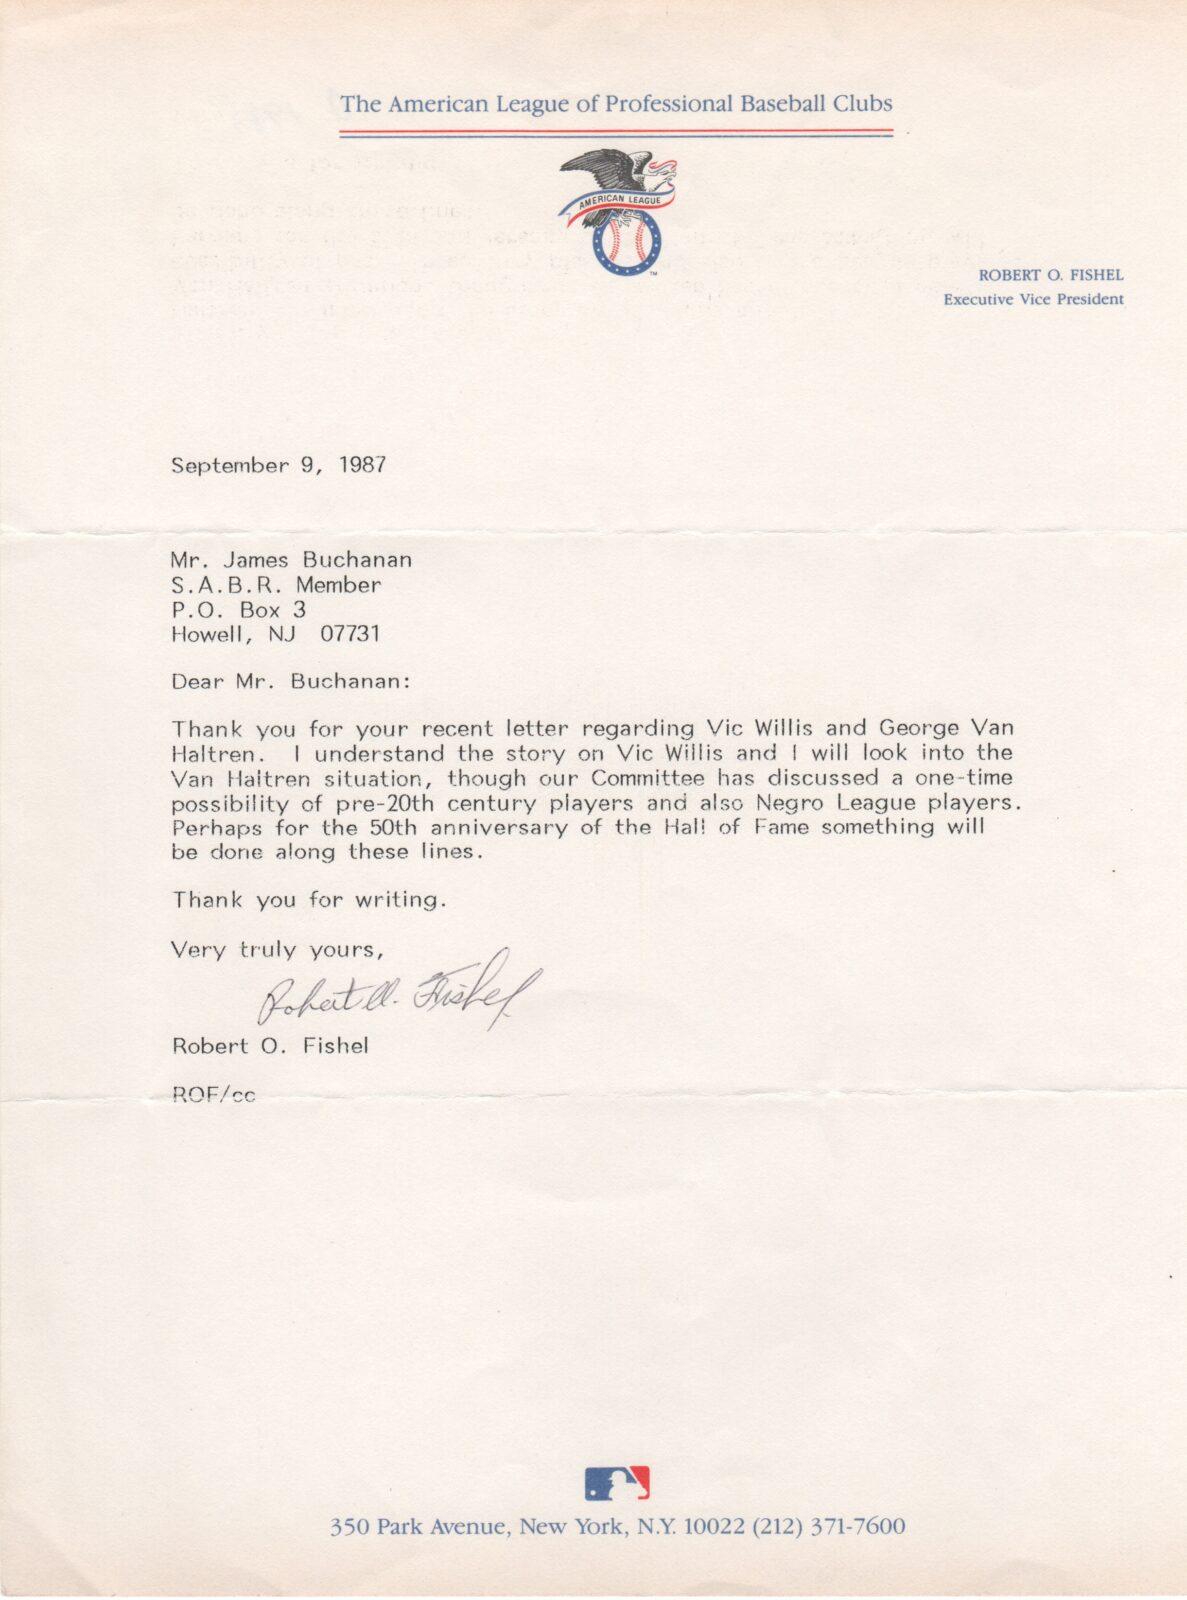 The American League of Professional Baseball Clubs
AMERICAN LEAGUE
TM
ROBERT O. FISHEL
Executive Vice President
September 9, 1987
Mr. James Buchanan
S.A.B.R. Member
P.O. Box 3
Howell, NJ 07731
Dear Mr. Buchanan:
Thank you for your recent letter regarding Vic Willis and George Van
Haltren. I understand the story on Vic Willis and I will look into the
Van Haltren situation, though our Committee has discussed a one-time
possibility of pre-20th century players and also Negro League players.
Perhaps for the 50th anniversary of the Hall of Fame something will
be done along these lines.
Thank you for writing.
Very truly yours,
Robert O. Fishel
Robert O. Fishel
ROF/cc
350 Park Avenue, New York, N.Y. 10022 (212) 371-7600